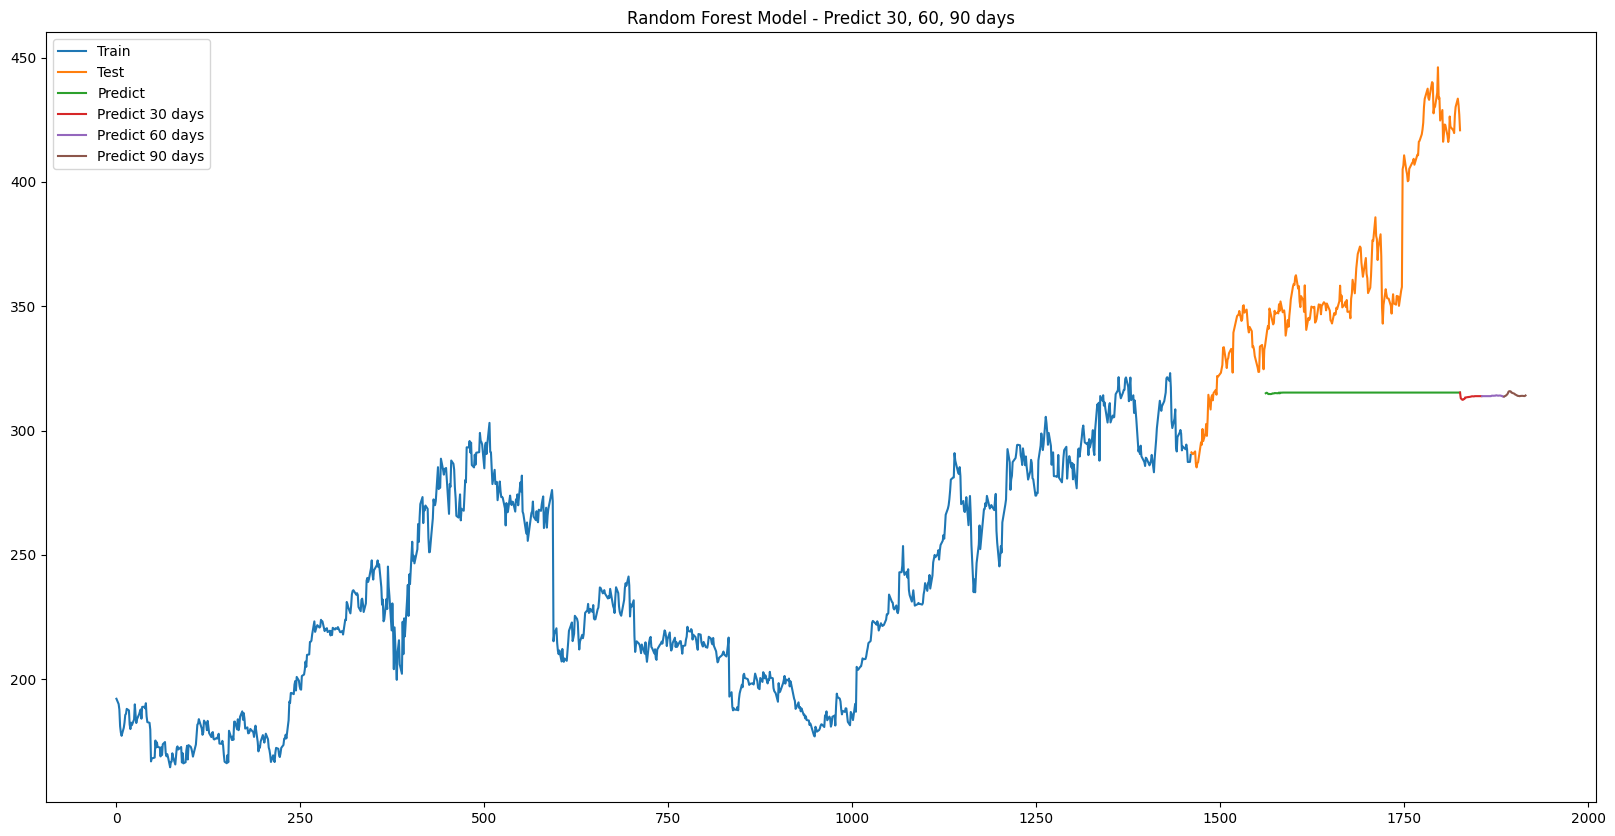 Random Forest Model - Predict 30, 60, 90 days
Train
Test
Predict
Predict 30 days
Predict 60 days
Predict 90 days
450
400
350
300
250
200
0 250 500 750 1000 1250 1500 1750 2000